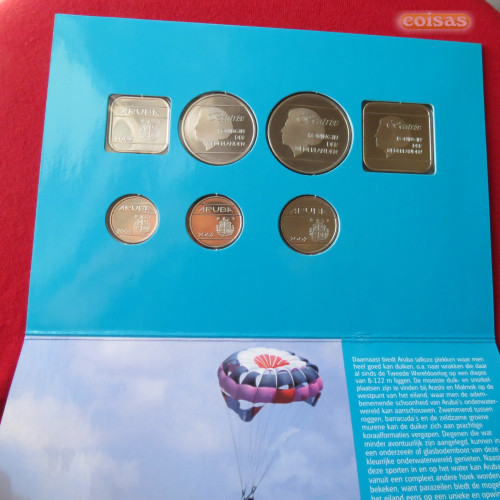 coisas
ARUBA
Beatrix
KONINGIN
DER
NEDERLANDEN
Beatrix
KONINGIN
DER
NEDERLANDEN
Beatrix
KONINGIN
DER
NEDERLANDEN
ARUBA
ARUBA
ARUBA
Daarnaast biedt Aruba talloze plekken waar men
heel goed kan duiken, o.a. naar wrakken die daar
al sinds de Tweede Wereldoorlog op een diepte
van 6-122 m liggen. De mooiste duik- en snorkel-
plaatsen zijn te vinden bij Arashi en Malmok op de
westpunt van het eiland, waar men de adem-
benemende schoonheid van Aruba's onderwater-
wereld kan aanschouwen. Zwemmend tussen
roggen, barracuda's en de zeldzame groene
murene kan de duiker zich aan prachtige
koraalformaties vergapen. Degenen die wat
minder avontuurlijk zijn aangelegd, kunnen in
een onderzeeër of glasbodemboot van deze
kleurrijke onderwaterwereld genieten. Naast
deze sporten in en op het water kan Aruba
vanuit een compleet andere hoek worden
bekeken, want parazeilen biedt de mogel
het eiland eens op een unieke en opwin